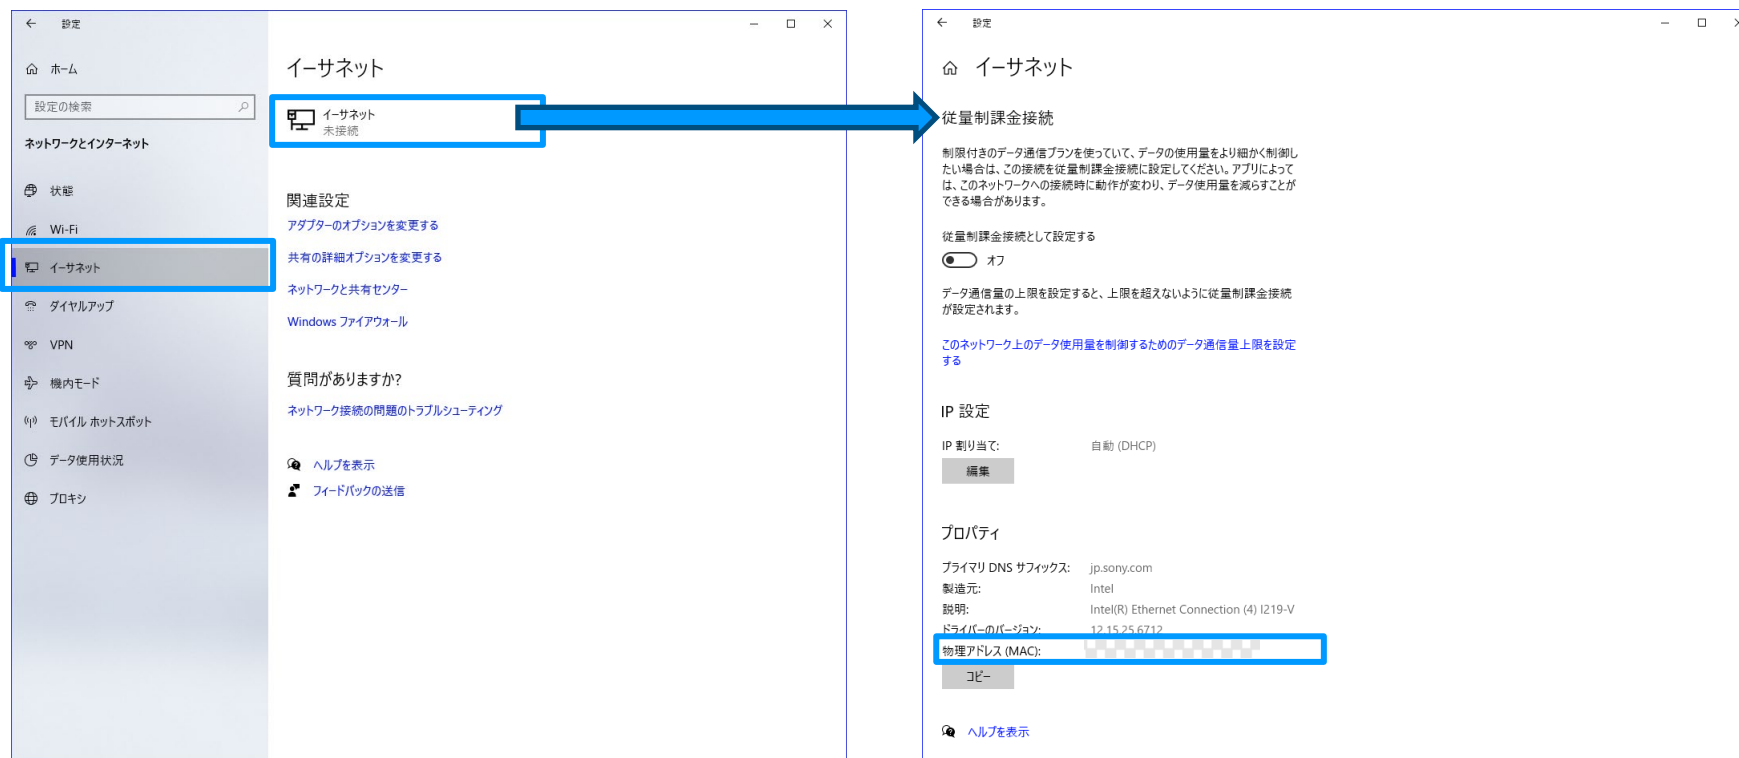 設定
ホーム
設定の検索
ネットワークとインターネット
状態
Wi-Fi
イーサネット
ダイヤルアップ
VPN
機内モード
モバイル ホットスポット
データ使用状況
プロキシ
イーサネット
イーサネット
未接続
関連設定
アダプターのオプションを変更する
共有の詳細オプションを変更する
ネットワークと共有センター
Windows ファイアウォール
質問がありますか?
ネットワーク接続の問題のトラブルシューティング
ヘルプを表示
フィードバックの送信
設定
イーサネット
従量制課金接続
制限付きのデータ通信プランを使っていて、データの使用量をより細かく制御し
たい場合は、この接続を従量制課金接続に設定してください。アプリによって
は、このネットワークへの接続時に動作が変わり、データ使用量を減らすことが
できる場合があります。
従量制課金接続として設定する
オフ
データ通信量の上限を設定すると、上限を超えないように従量制課金接続
が設定されます。
このネットワーク上のデータ使用量を制御するためのデータ通信量上限を設定
する
IP 設定
IP 割り当て: 自動 (DHCP)
編集
プロパティ
プライマリ DNS サフィックス: jp.sony.com
製造元: Intel
説明: Intel(R) Ethernet Connection (4) I219-V
ドライバーのバージョン: 12.15.25.6712
物理アドレス (MAC):
コピー
ヘルプを表示